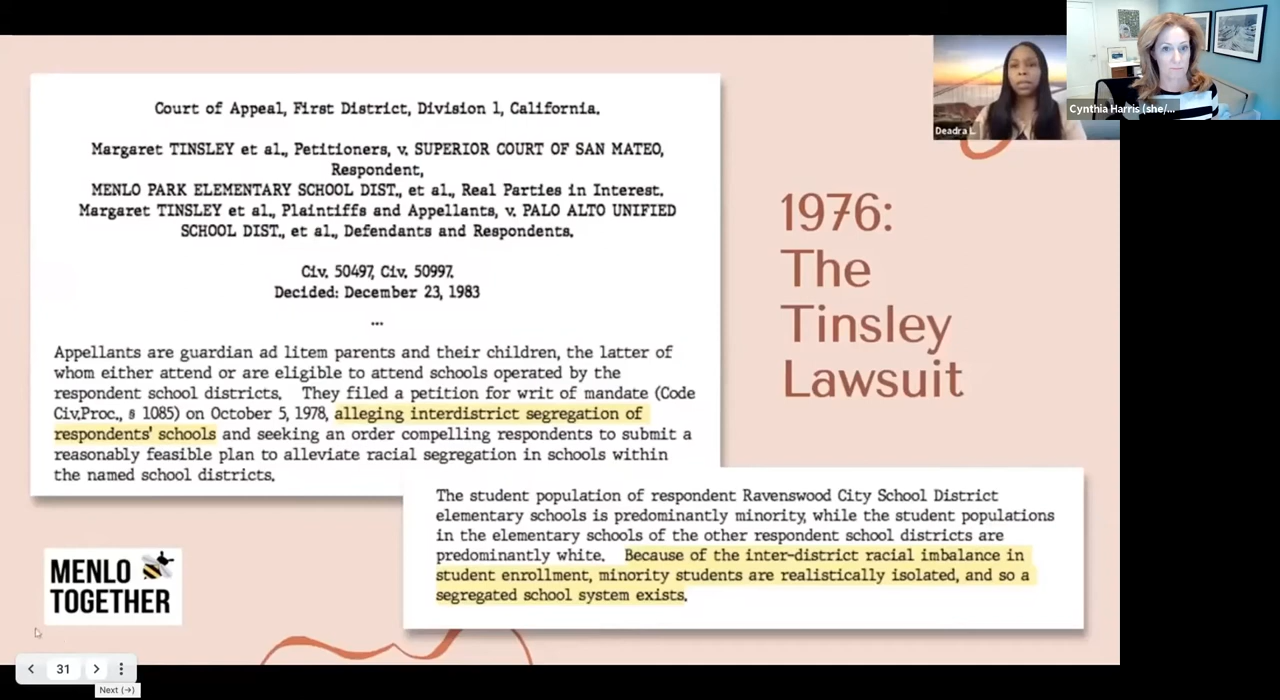 Court of Appeal, First District, Division 1, California.
Margaret TINSLEY et al., Petitioners, v. SUPERIOR COURT OF SAN MATEO,
Respondent,
MENLO PARK ELEMENTARY SCHOOL DIST., et al., Real Parties in Interest.
Margaret TINSLEY et al., Plaintiffs and Appellants, v. PALO ALTO UNIFIED
SCHOOL DIST., et al., Defendants and Respondents.
Civ. 50497, Civ. 50997.
Decided: December 23, 1983
...
Appellants are guardian ad litem parents and their children, the latter of
whom either attend or are eligible to attend schools operated by the
respondent school districts. They filed a petition for writ of mandate (Code
Civ.Proc., § 1085) on October 5, 1978, alleging interdistrict segregation of
respondents' schools and seeking an order compelling respondents to submit a
reasonably feasible plan to alleviate racial segregation in schools within
the named school districts.
The student population of respondent Ravenswood City School District
elementary schools is predominantly minority, while the student populations
in the elementary schools of the other respondent school districts are
predominantly white. Because of the inter-district racial imbalance in
student enrollment, minority students are realistically isolated, and so a
segregated school system exists.
1976:
The
Tinsley
Lawsuit
Deadra L.
Cynthia Harris (she/...
MENLO
TOGETHER
31
Next (→)